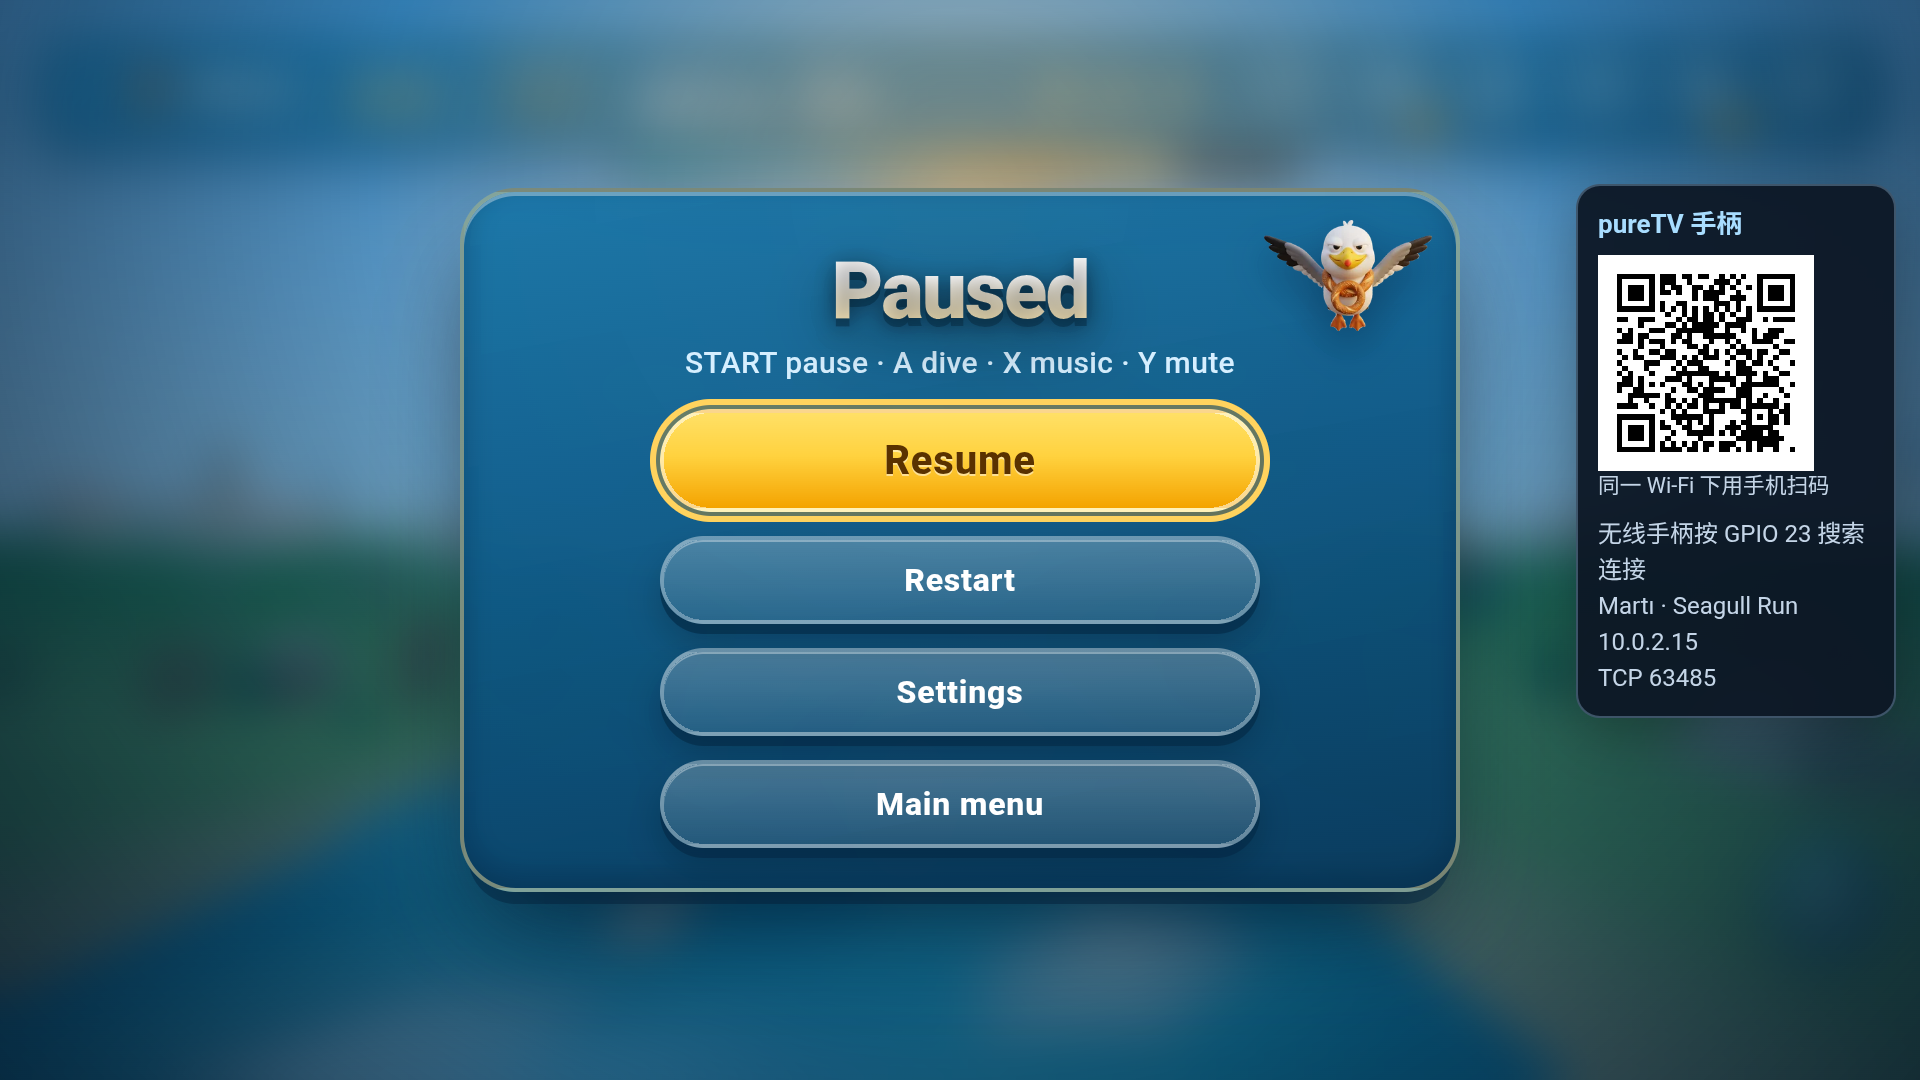 Paused
START pause · A dive · X music · Y mute
Resume
Restart
Settings
Main menu
pureTV 手柄
同一 Wi-Fi 下用手机扫码
无线手柄按 GPIO 23 搜索
连接
Martı · Seagull Run
10.0.2.15
TCP 63485